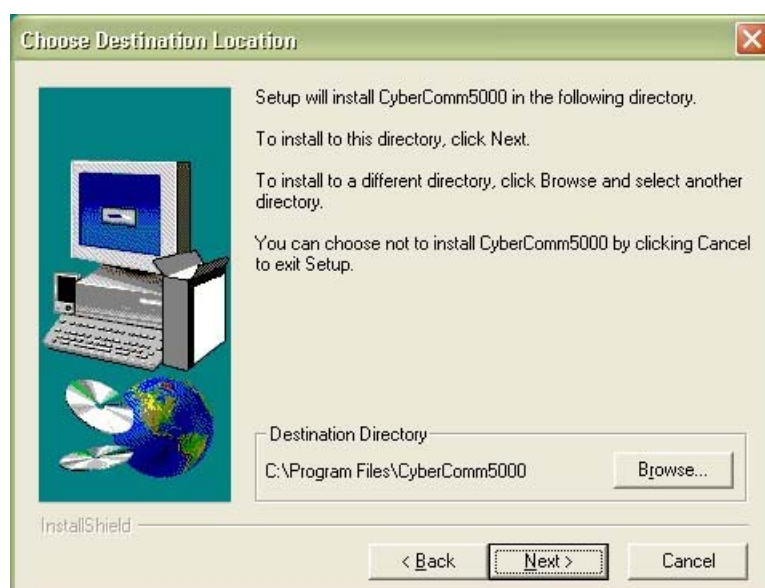 Choose Destination Location
Setup will install CyberComm5000 in the following directory.
To install to this directory, click Next.
To install to a different directory, click Browse and select another
directory.
You can choose not to install CyberComm5000 by clicking Cancel
to exit Setup.
Destination Directory
C:\Program Files\CyberComm5000
Browse...
InstallShield
< Back
Next >
Cancel